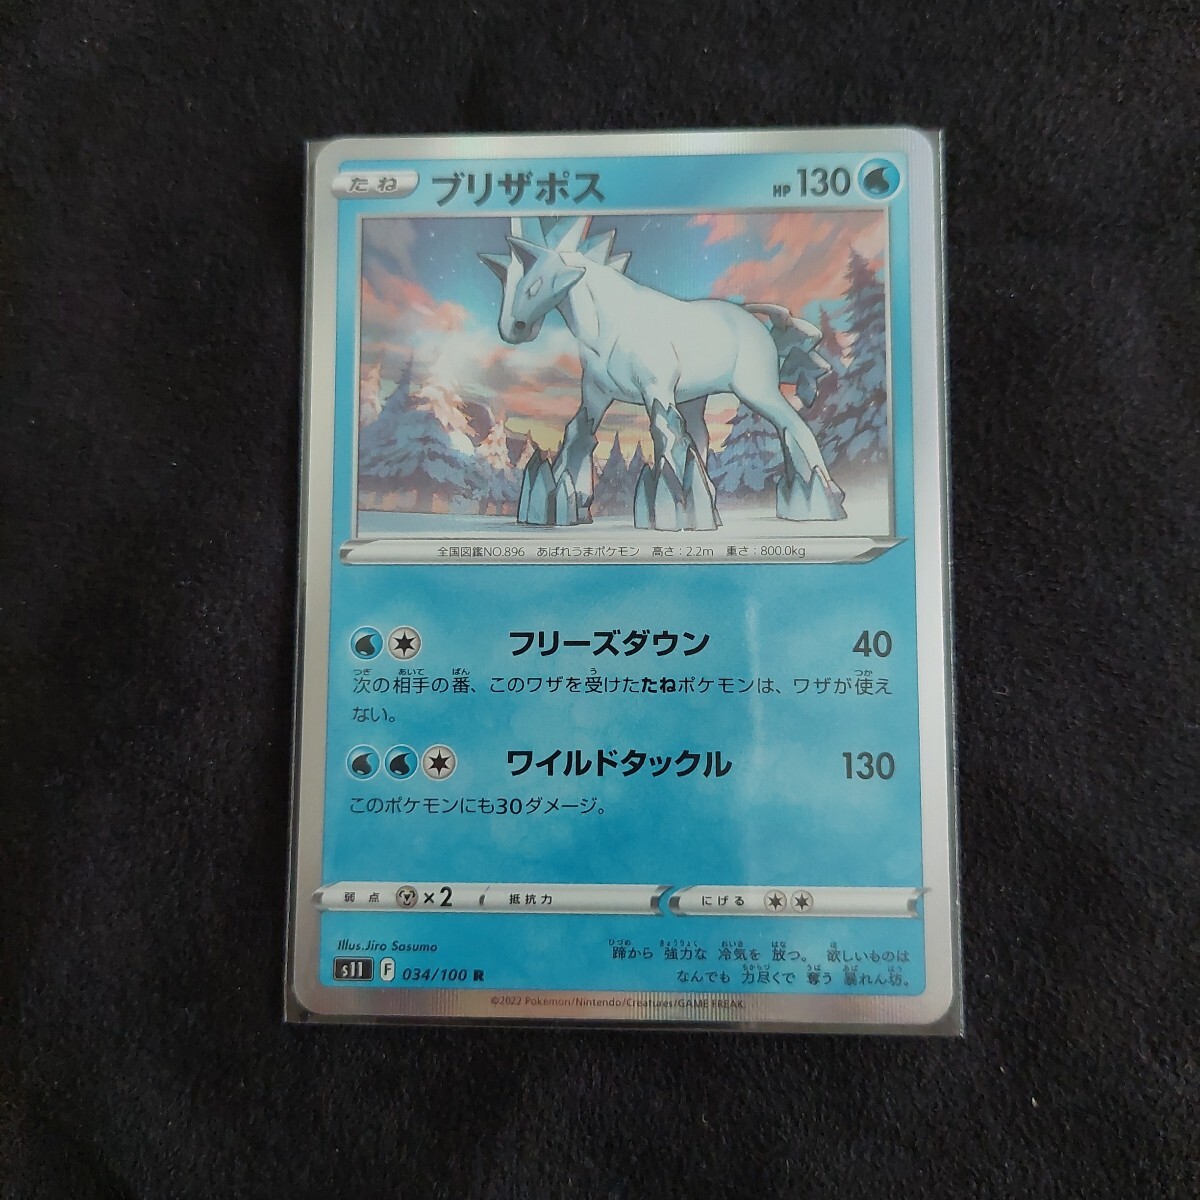 たね ブリザポス HP 130
全国図鑑NO.896 あばれうまポケモン 高さ:2.2m 重さ:800.0kg
フリーズダウン 40
次の相手の番、このワザを受けたたねポケモンは、ワザが使え
ない。
ワイルドタックル 130
このポケモンにも30ダメージ。
弱点 ×2 抵抗力 にげる
Illus.Jiro Sasumo
蹄から 強力な 冷気を 放つ。 欲しいものは
s11 F 034/100 R
なんでも 力尽くで 奪う 暴れん坊。
©2022 Pokémon/Nintendo/Creatures/GAME FREAK